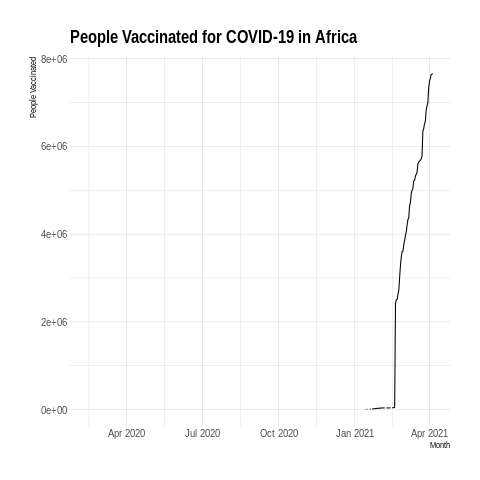 People Vaccinated for COVID-19 in Africa
People Vaccinated
8e+06
6e+06
4e+06
2e+06
0e+00
Apr 2020
Jul 2020
Oct 2020
Jan 2021
Apr 2021
Month